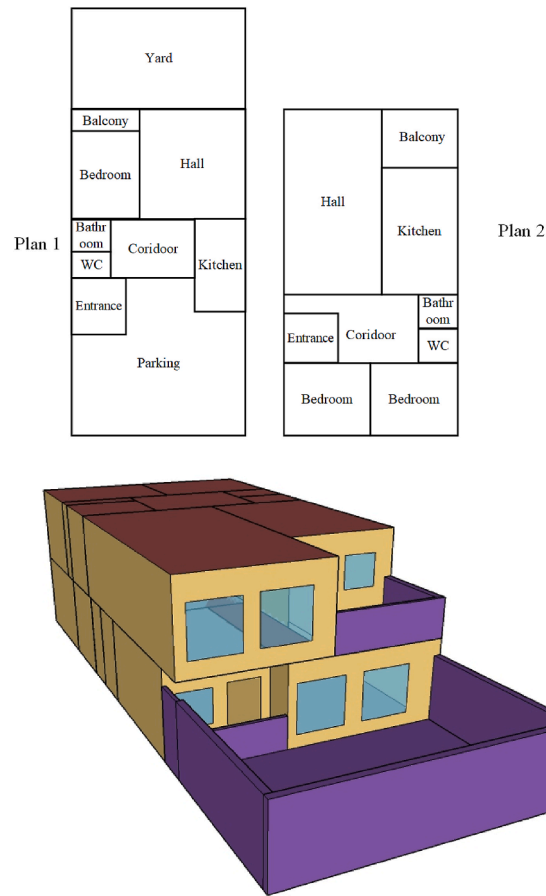 Yard
Balcony
Bedroom
Hall
Plan 1
Bathr
oom
WC
Coridoor
Kitchen
Entrance
Parking
Balcony
Hall
Kitchen
Plan 2
Bathr
oom
Entrance
Coridoor
WC
Bedroom
Bedroom